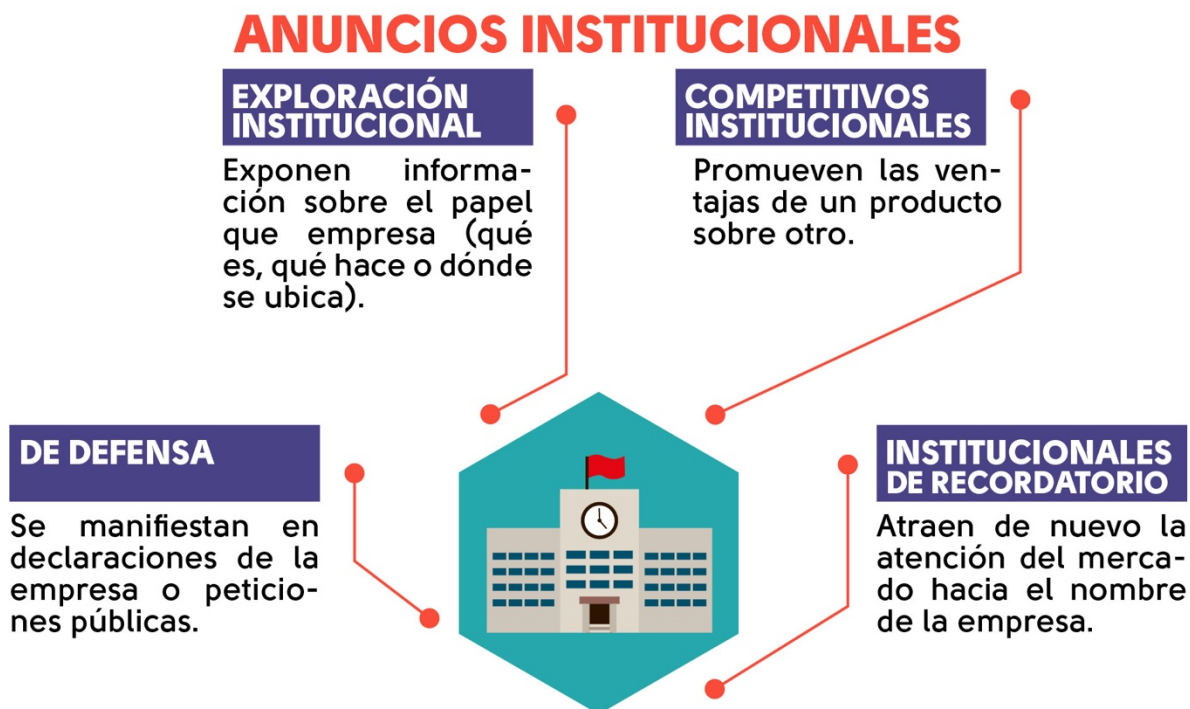 ANUNCIOS INSTITUCIONALES
EXPLORACIÓN
INSTITUCIONAL
Exponen informa-
ción sobre el papel
que empresa (qué
es, qué hace o dónde
se ubica).
COMPETITIVOS
INSTITUCIONALES
Promueven las ven-
tajas de un producto
sobre otro.
DE DEFENSA
Se manifiestan en
declaraciones de la
empresa o peticio-
nes públicas.
INSTITUCIONALES
DE RECORDATORIO
Atraen de nuevo la
atención del merca-
do hacia el nombre
de la empresa.